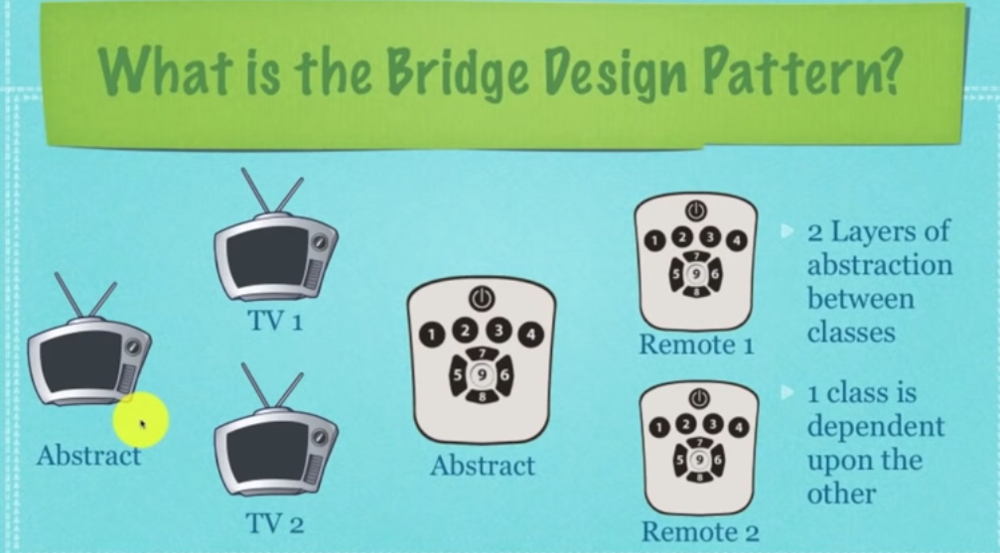 What is the Bridge Design Pattern?
Abstract
TV 1
TV 2
1 2 3 4
7
5 9 6
8
Abstract
1 2 3 4
7
5 9 6
8
Remote 1
1 2 3 4
7
5 9 6
8
Remote 2
2 Layers of
abstraction
between
classes
1 class is
dependent
upon the
other